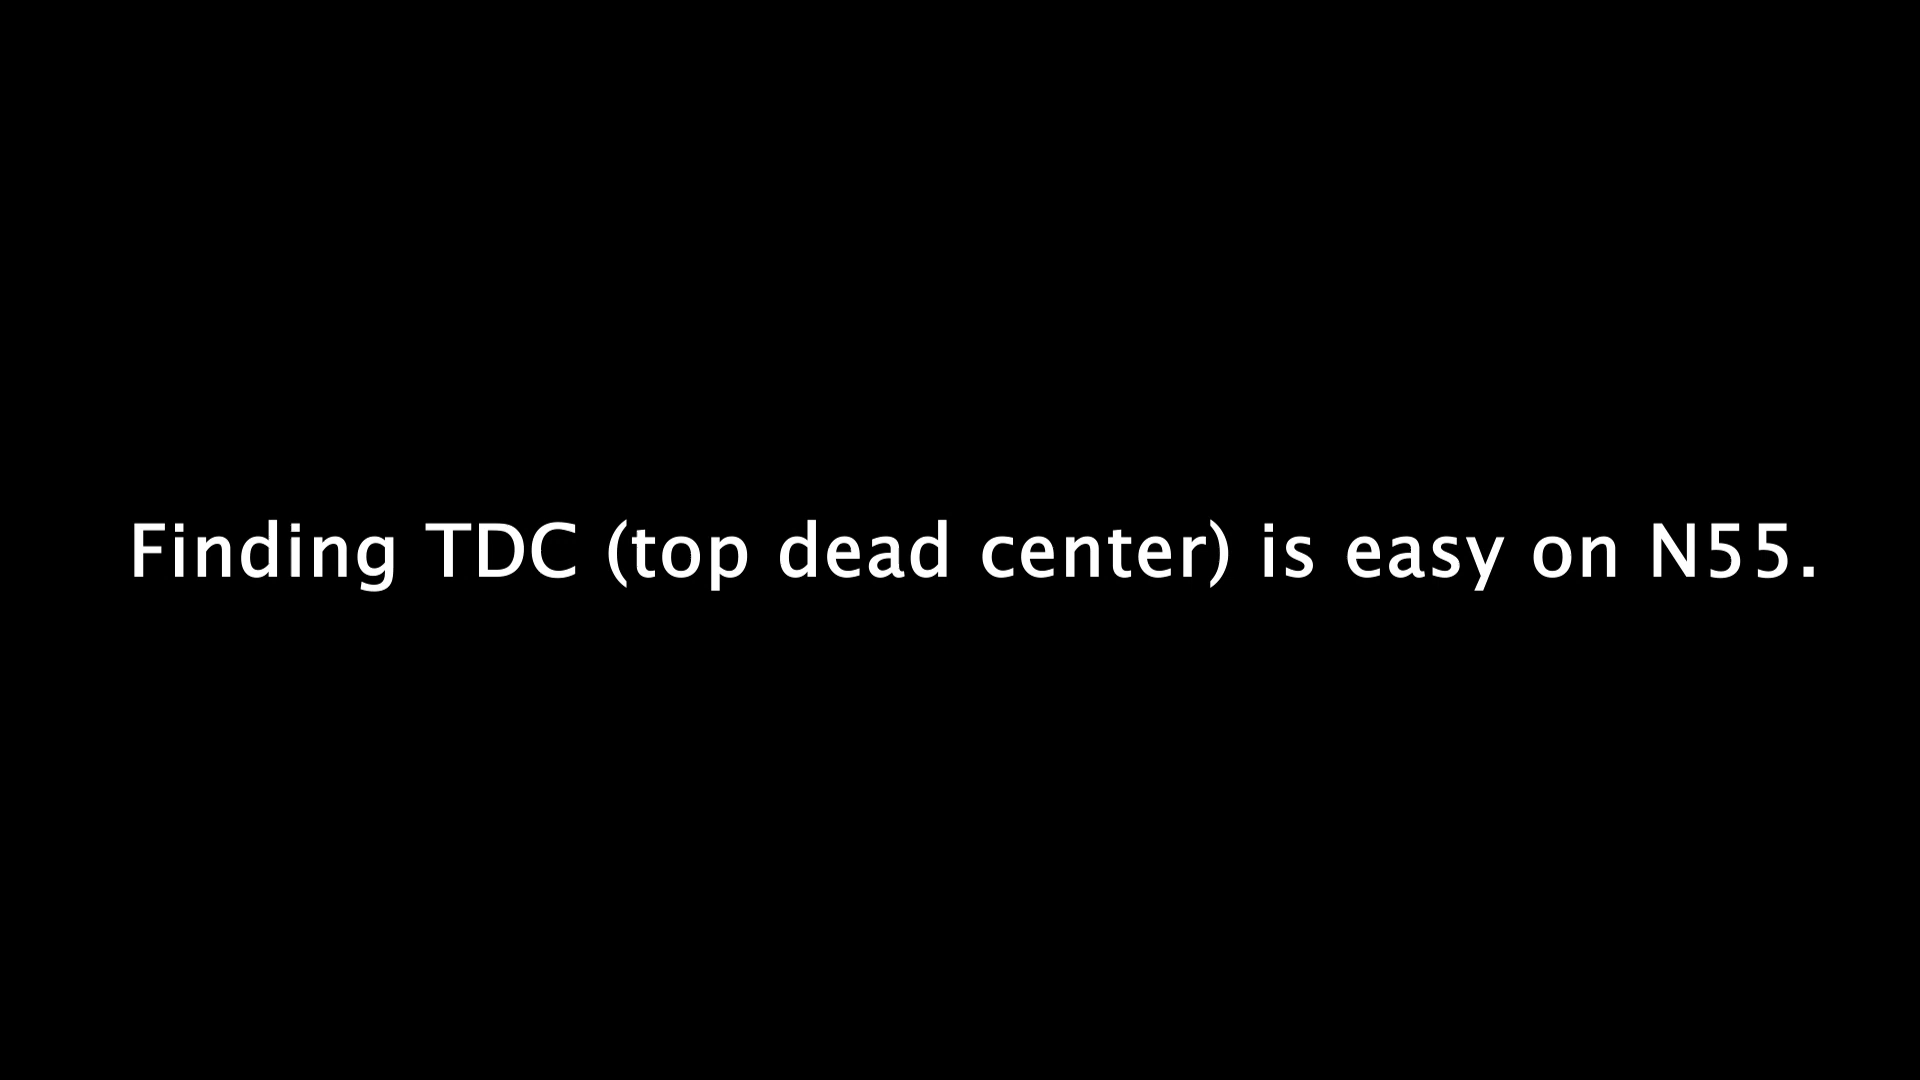 Finding TDC (top dead center) is easy on N55.